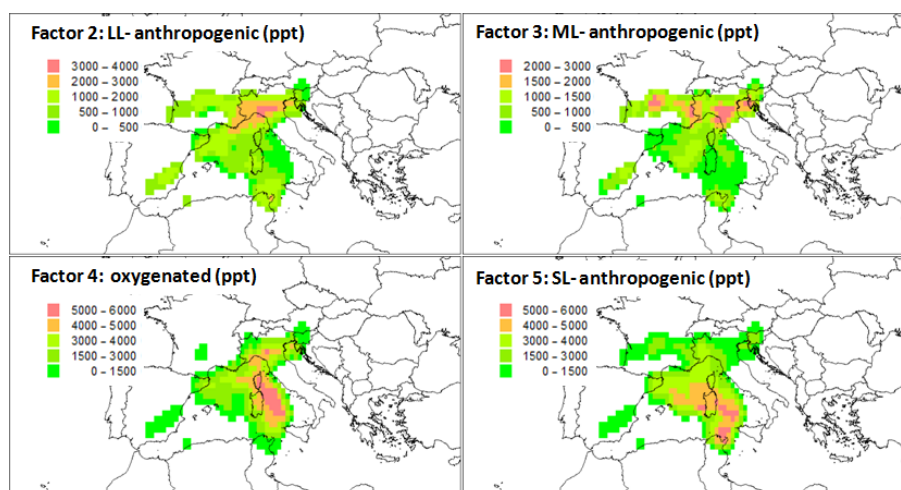 Factor 2: LL- anthropogenic (ppt)
3000 – 4000
2000 – 3000
1000 – 2000
500 – 1000
0 – 500
Factor 3: ML- anthropogenic (ppt)
2000 – 3000
1500 – 2000
1000 – 1500
500 – 1000
0 – 500
Factor 4: oxygenated (ppt)
5000 – 6000
4000 – 5000
3000 – 4000
1500 – 3000
0 – 1500
Factor 5: SL- anthropogenic (ppt)
5000 – 6000
4000 – 5000
3000 – 4000
1500 – 3000
0 – 1500